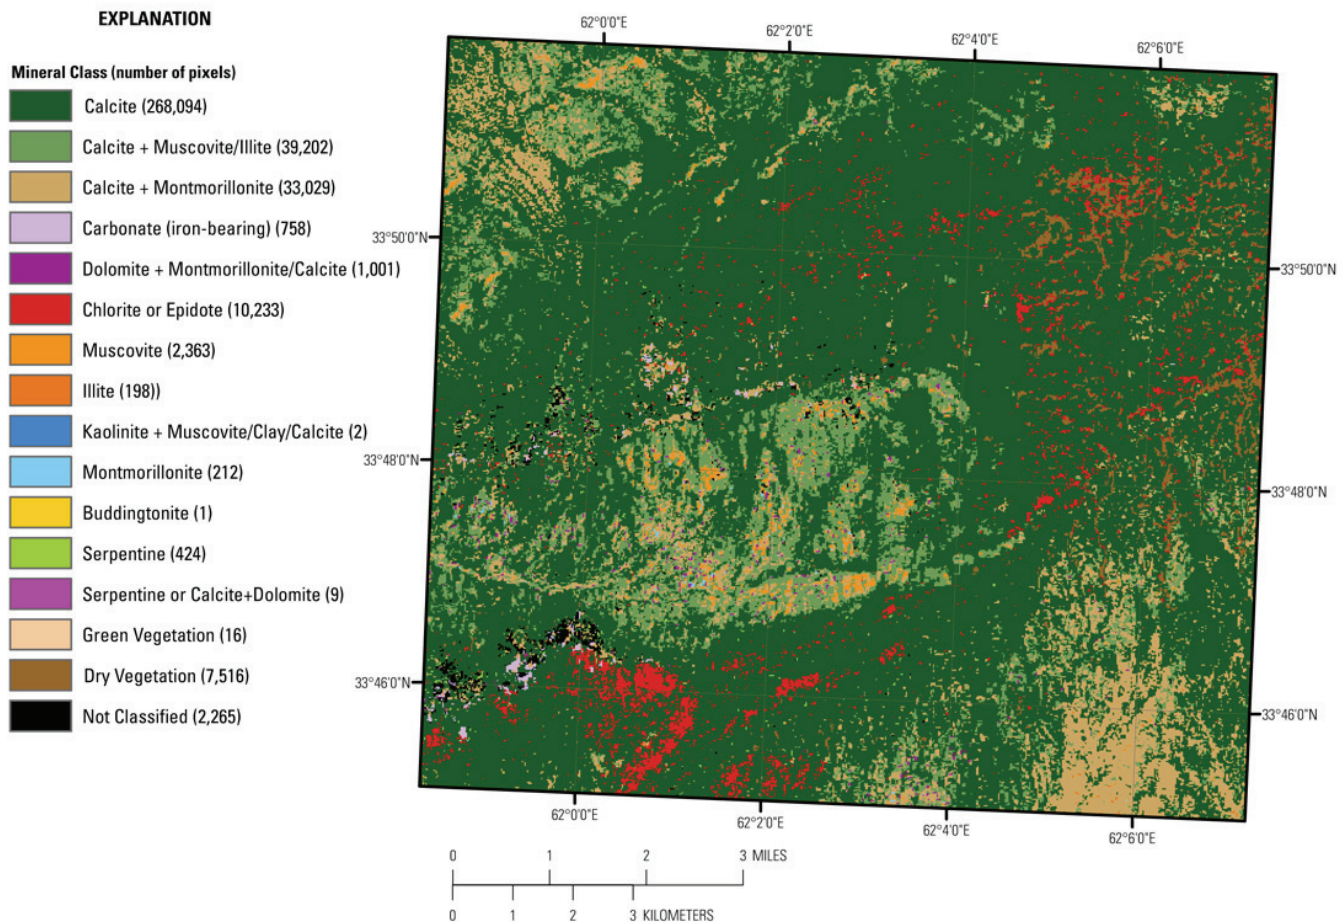 EXPLANATION
Mineral Class (number of pixels)
Calcite (268,094)
Calcite + Muscovite/Illite (39,202)
Calcite + Montmorillonite (33,029)
Carbonate (iron-bearing) (758)
Dolomite + Montmorillonite/Calcite (1,001)
Chlorite or Epidote (10,233)
Muscovite (2,363)
Illite (198))
Kaolinite + Muscovite/Clay/Calcite (2)
Montmorillonite (212)
Buddingtonite (1)
Serpentine (424)
Serpentine or Calcite+Dolomite (9)
Green Vegetation (16)
Dry Vegetation (7,516)
Not Classified (2,265)
62°0'0"E 62°2'0"E 62°4'0"E 62°6'0"E
33°50'0"N 33°50'0"N
33°48'0"N 33°48'0"N
33°46'0"N 33°46'0"N
62°0'0"E 62°2'0"E 62°4'0"E 62°6'0"E
0 1 2 3 MILES
0 1 2 3 KILOMETERS